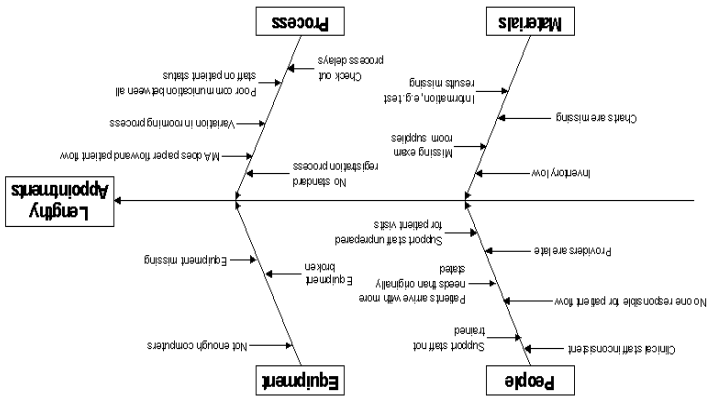 People
Equipment
Clinical staff inconsistent
Support staff not
trained
Not enough computers
No one responsible for patient flow
Patients arrive with more
needs than originally
stated
Equipment
broken
Providers are late
Equipment missing
Support staff unprepared
for patient visits
Lengthy
Appointments
Inventory low
No standard
registration process
Missing exam
room supplies
MA does paper flow and patient flow
Charts are missing
Variation in rooming process
Information, e.g. test
results missing
Poor communication between all
staff on patient status
Check out
process delays
Materials
Process